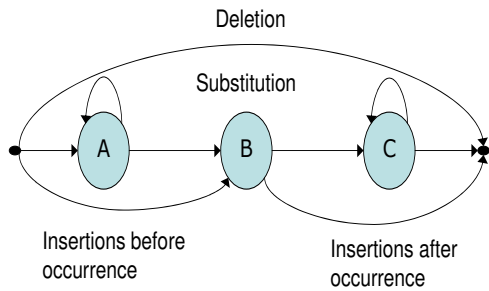 Deletion
Substitution
A
B
C
Insertions before
occurrence
Insertions after
occurrence